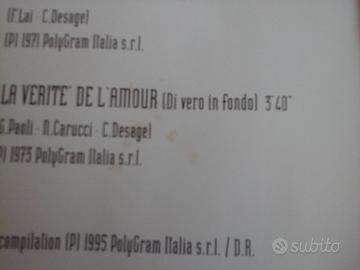 (F.Lai - C.Desage)
(P) 1971 PolyGram Italia s.r.l.
LA VERITE' DE L'AMOUR (Di vero in fondo) 3'40"
G.Paoli - N.Carucci - C.Desage)
P) 1973 PolyGram Italia s.r.l.
compilation (P) 1995 PolyGram Italia s.r.l. / D.R.
subito